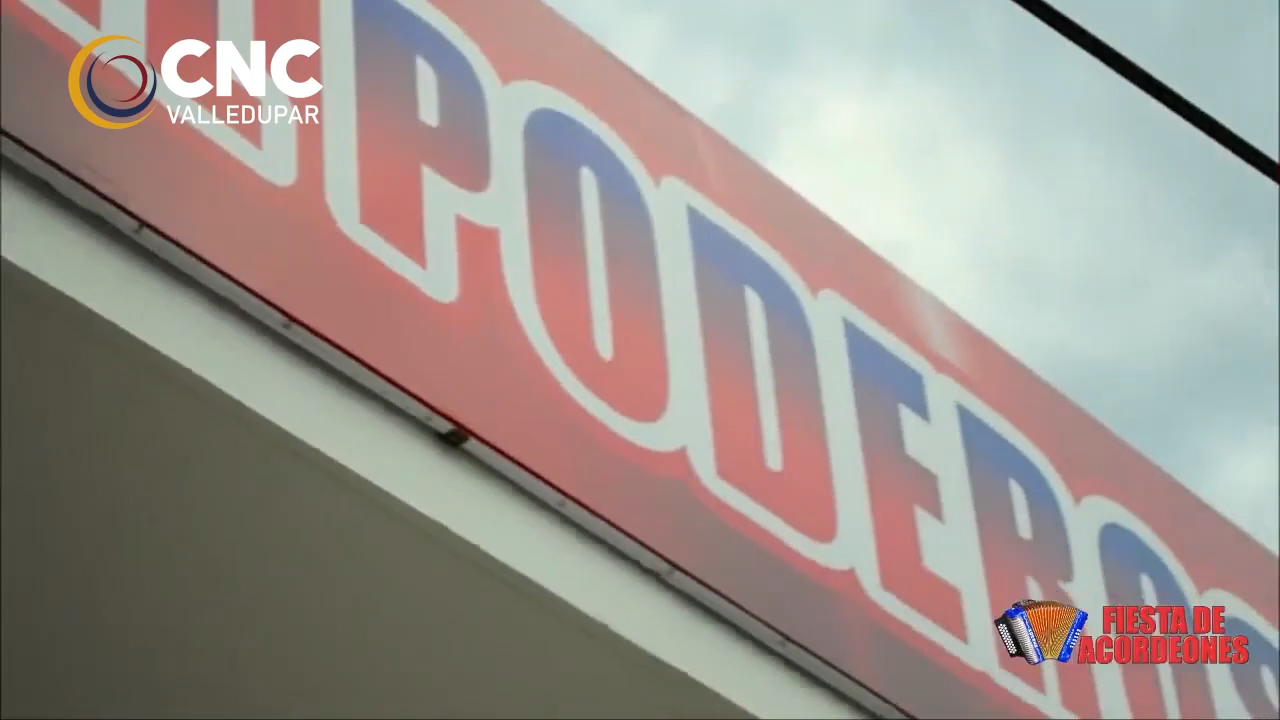 CNC
VALLEDUPAR
PODEROS
FIESTA DE
ACORDEONES